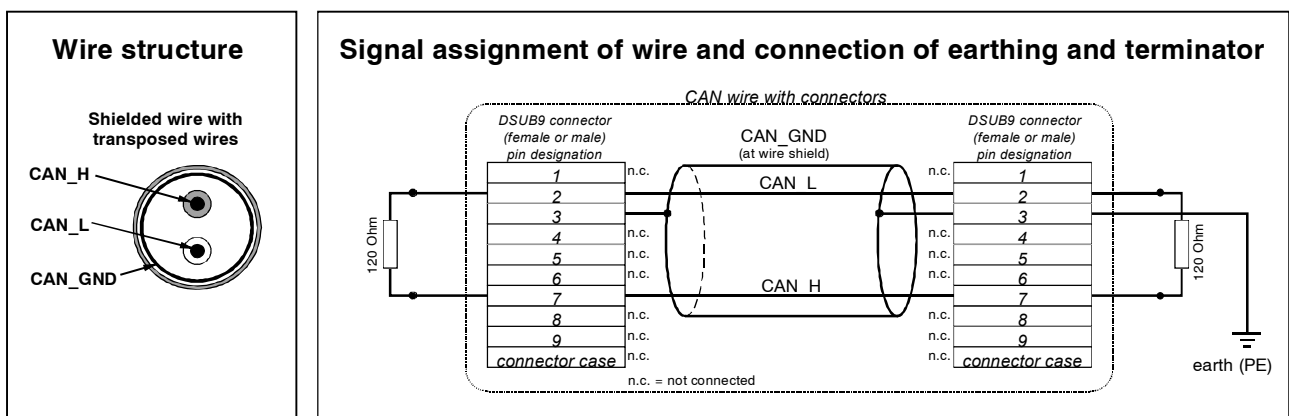 Wire structure
Shielded wire with
transposed wires
CAN_H
CAN_L
CAN_GND
Signal assignment of wire and connection of earthing and terminator
CAN wire with connectors
DSUB9 connector
(female or male)
pin designation
1
2
3
4
5
6
7
8
9
connector case
n.c.
n.c.
n.c.
n.c.
n.c.
n.c.
n.c.
120 Ohm
CAN_GND
(at wire shield)
CAN L
CAN H
n.c. = not connected
DSUB9 connector
(female or male)
pin designation
n.c.
n.c.
n.c.
n.c.
n.c.
n.c.
n.c.
1
2
3
4
5
6
7
8
9
connector case
120 Ohm
earth (PE)